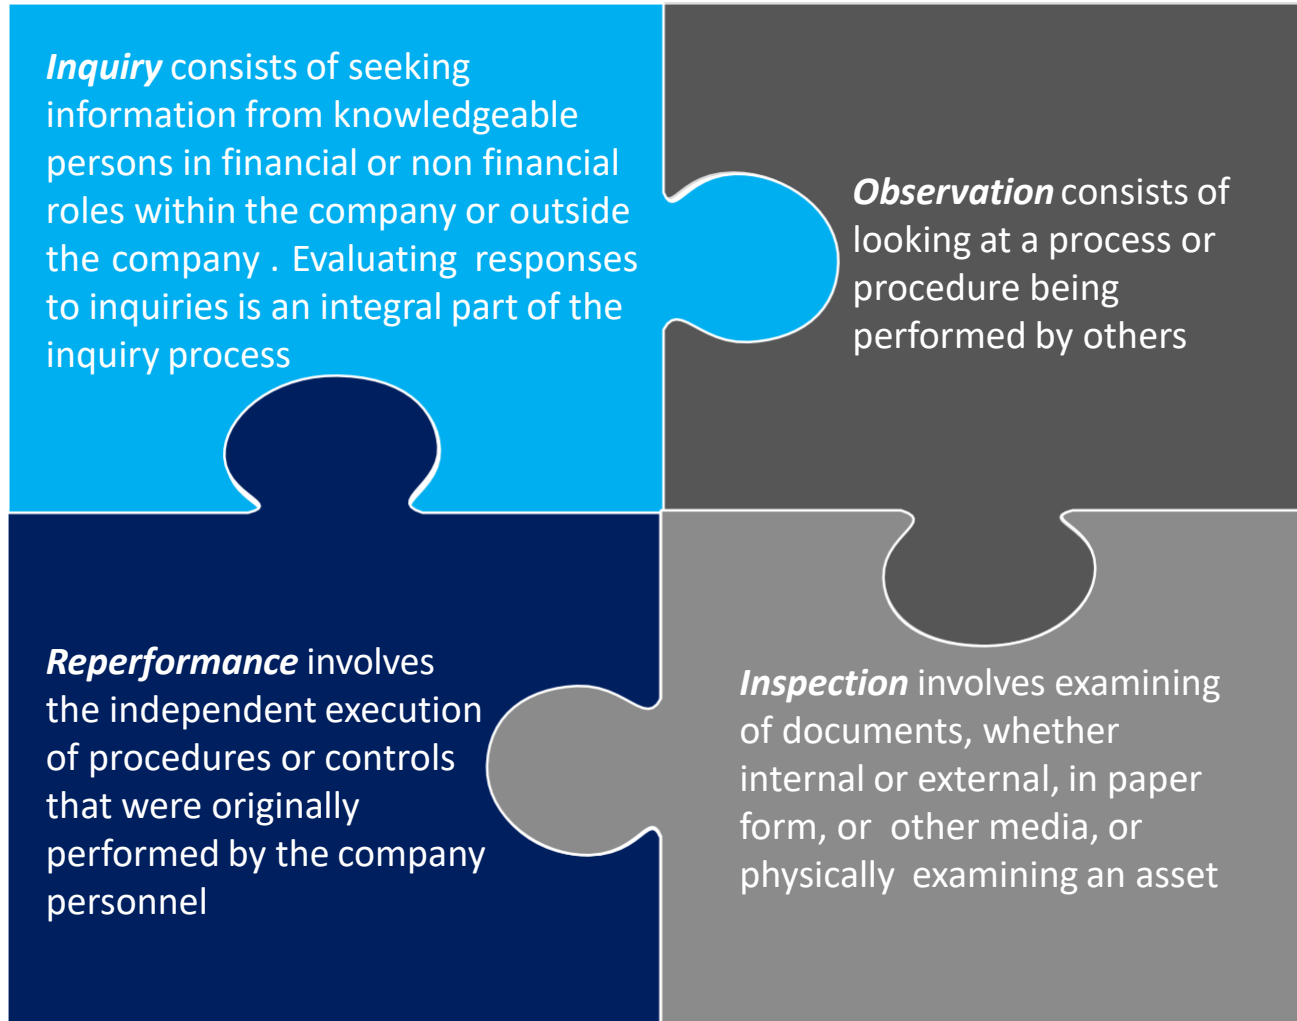 Inquiry consists of seeking
information from knowledgeable
persons in financial or non financial
roles within the company or outside
the company . Evaluating responses
to inquiries is an integral part of the
inquiry process
Observation consists of
looking at a process or
procedure being
performed by others
Reperformance involves
the independent execution
of procedures or controls
that were originally
performed by the company
personnel
Inspection involves examining
of documents, whether
internal or external, in paper
form, or other media, or
physically examining an asset